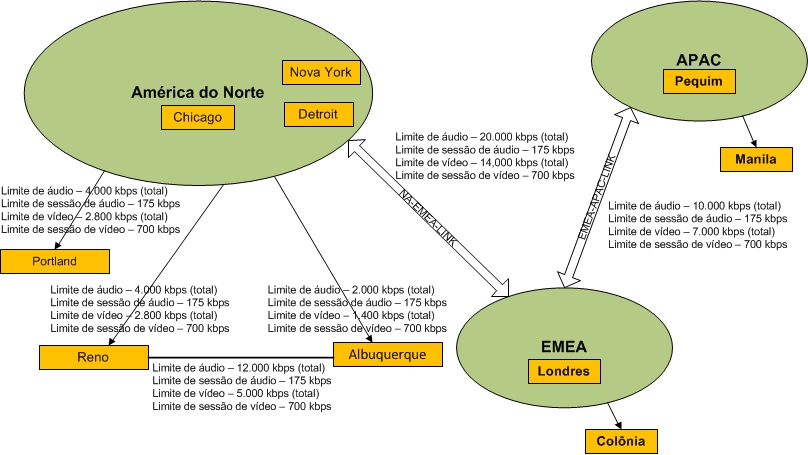 América do Norte
Nova York
Chicago
Detroit
APAC
Pequim
Manila
Limite de áudio – 20.000 kbps (total)
Limite de sessão de áudio – 175 kbps
Limite de vídeo – 14,000 kbps (total)
Limite de sessão de vídeo – 700 kbps
NA-EMEA-LINK
EMEA-APAC-LINK
Limite de áudio – 10.000 kbps (total)
Limite de sessão de áudio – 175 kbps
Limite de vídeo – 7.000 kbps (total)
Limite de sessão de vídeo – 700 kbps
Limite de áudio – 4,000 kbps (total)
Limite de sessão de áudio – 175 kbps
Limite de vídeo – 2.800 kbps (total)
Limite de sessão de vídeo – 700 kbps
Portland
Limite de áudio – 4.000 kbps (total)
Limite de sessão de áudio – 175 kbps
Limite de vídeo – 2.800 kbps (total)
Limite de sessão de vídeo – 700 kbps
Limite de áudio – 2.000 kbps (total)
Limite de sessão de áudio – 175 kbps
Limite de vídeo – 1.400 kbps (total)
Limite de sessão de vídeo – 700 kbps
Reno
Albuquerque
Limite de áudio – 12.000 kbps (total)
Limite de sessão de áudio – 175 kbps
Limite de vídeo – 5.000 kbps (total)
Limite de sessão de vídeo – 700 kbps
EMEA
Londres
Colônia